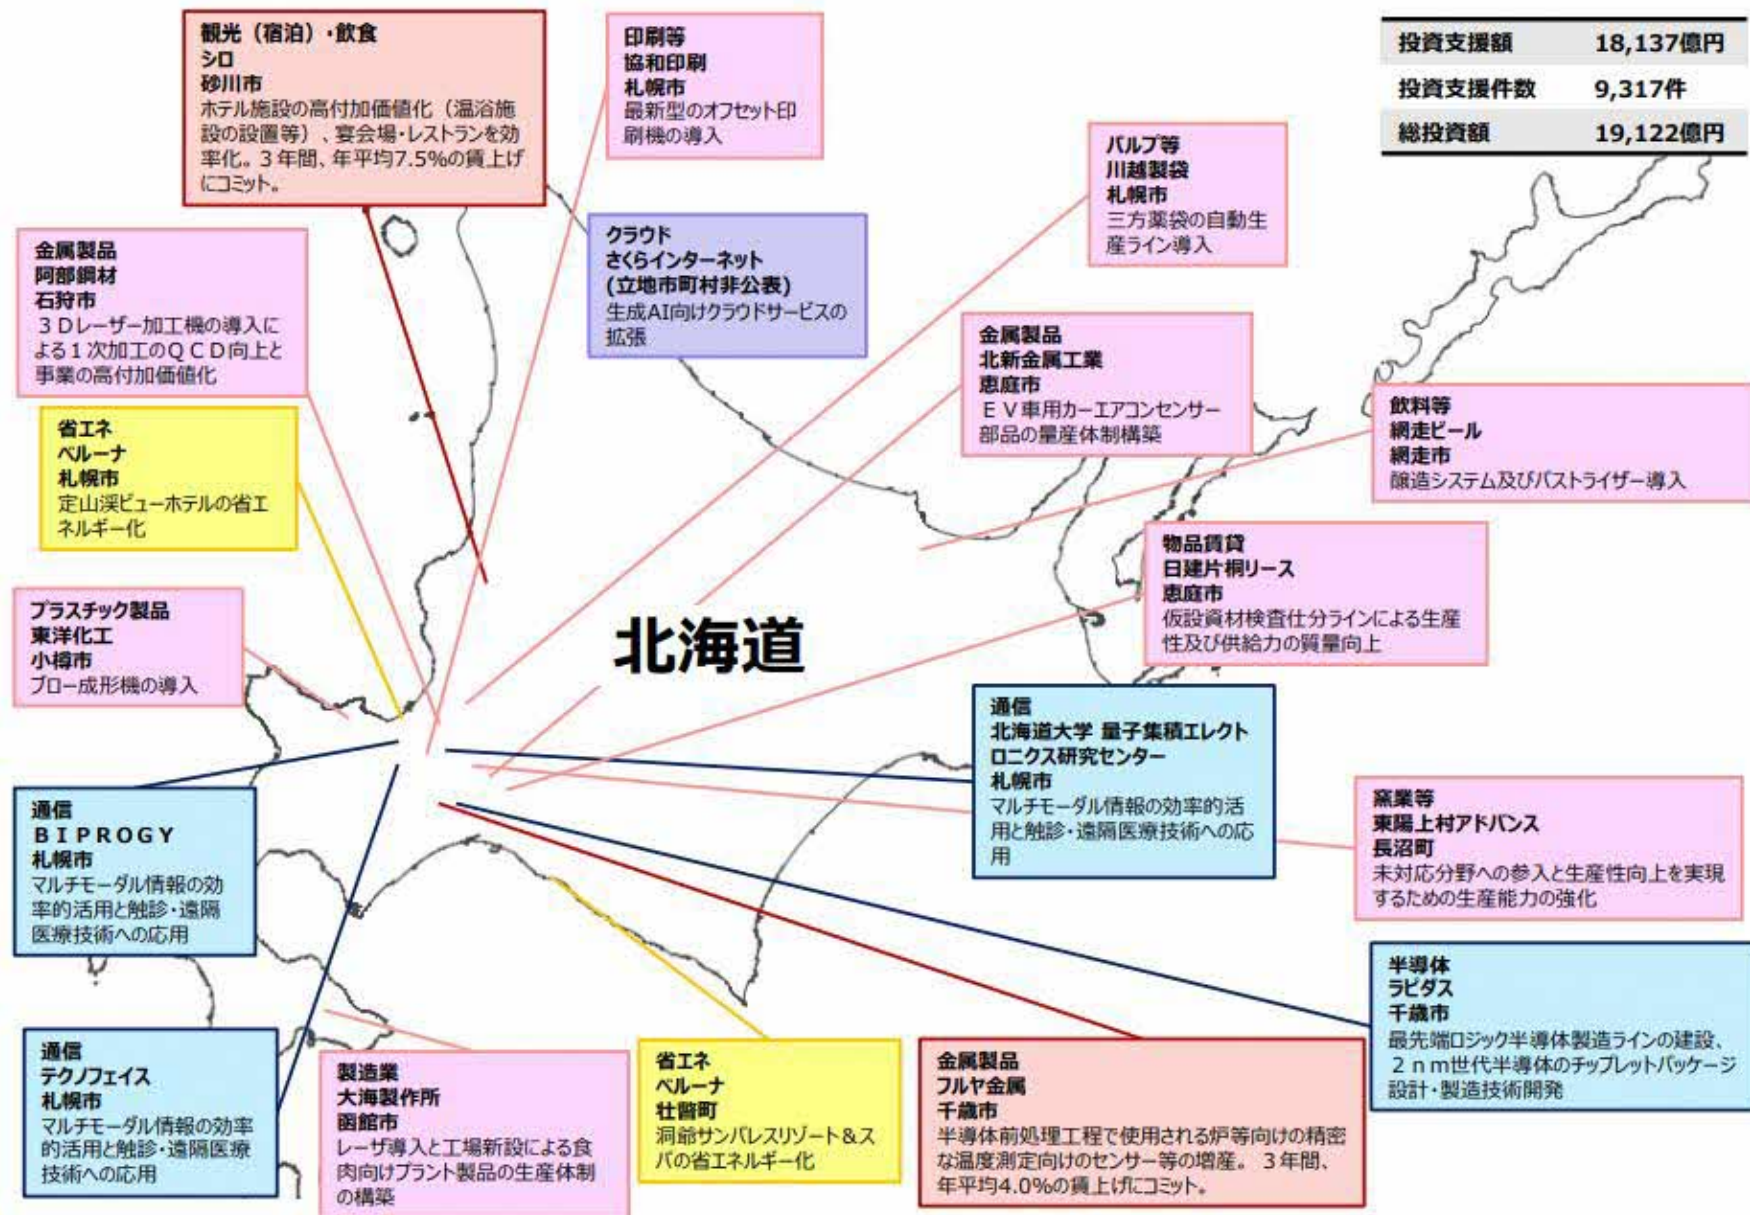 観光（宿泊）・飲食
シロ
砂川市
ホテル施設の高付加価値化（温浴施
設の設置等）、宴会場・レストランを効
率化。３年間、年平均7.5%の賃上げ
にコミット。
印刷等
協和印刷
札幌市
最新型のオフセット印
刷機の導入
投資支援額 18,137億円
投資支援件数 9,317件
総投資額 19,122億円
パルプ等
川越製袋
札幌市
三方薬袋の自動生
産ライン導入
金属製品
阿部鋼材
石狩市
３Ｄレーザー加工機の導入に
よる１次加工のＱＣＤ向上と
事業の高付加価値化
クラウド
さくらインターネット
(立地市町村非公表)
生成AI向けクラウドサービスの
拡張
金属製品
北新金属工業
恵庭市
ＥＶ車用カーエアコンセンサー
部品の量産体制構築
飲料等
網走ビール
網走市
醸造システム及びパストライザー導入
省エネ
ベルーナ
札幌市
定山渓ビューホテルの省エ
ネルギー化
物品賃貸
日建片桐リース
恵庭市
仮設資材検査仕分ラインによる生産
性及び供給力の質量向上
プラスチック製品
東洋化工
小樽市
ブロー成形機の導入
北海道
通信
北海道大学 量子集積エレクト
ロニクス研究センター
札幌市
マルチモーダル情報の効率的活
用と触診・遠隔医療技術への応
用
通信
ＢＩＰＲＯＧＹ
札幌市
マルチモーダル情報の効
率的活用と触診・遠隔
医療技術への応用
窯業等
東陽上村アドバンス
長沼町
未対応分野への参入と生産性向上を実現
するための生産能力の強化
半導体
ラピダス
千歳市
最先端ロジック半導体製造ラインの建設、
２ｎｍ世代半導体のチップレットパッケージ
設計・製造技術開発
通信
テクノフェイス
札幌市
マルチモーダル情報の効率
的活用と触診・遠隔医療
技術への応用
製造業
大海製作所
函館市
レーザ導入と工場新設による食
肉向けプラント製品の生産体制
の構築
省エネ
ベルーナ
壮瞥町
洞爺サンパレスリゾート＆ス
パの省エネルギー化
金属製品
フルヤ金属
千歳市
半導体前処理工程で使用される炉等向けの精密
な温度測定向けのセンサー等の増産。３年間、
年平均4.0%の賃上げにコミット。